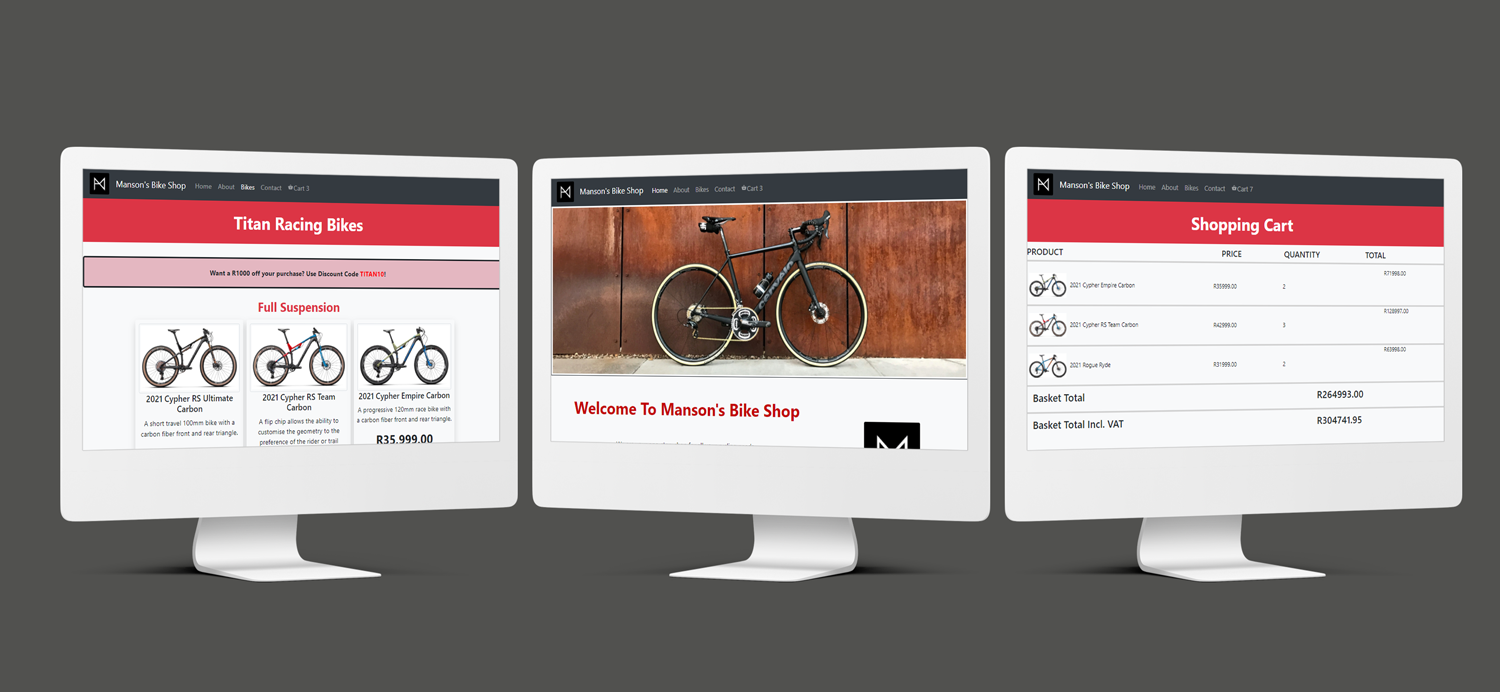 Manson's Bike Shop Home About Bikes Contact Cart 3
Titan Racing Bikes
Want a R1000 off your purchase? Use Discount Code TITAN10!
Full Suspension
2021 Cypher RS Ultimate
Carbon
A short travel 100mm bike with a
carbon fiber front and rear triangle.
2021 Cypher RS Team
Carbon
A flip chip allows the ability to
customise the geometry to the
preference of the rider or trail
2021 Cypher Empire Carbon
A progressive 120mm race bike with
a carbon fiber front and rear triangle.
R35,999.00
Manson's Bike Shop Home About Bikes Contact Cart 3
Welcome To Manson's Bike Shop
Manson's Bike Shop Home About Bikes Contact Cart 7
Shopping Cart
PRODUCT PRICE QUANTITY TOTAL
2021 Cypher Empire Carbon R35999.00 2 R71998.00
2021 Cypher RS Team Carbon R42999.00 3 R128997.00
2021 Rogue Ryde R31999.00 2 R63998.00
Basket Total R264993.00
Basket Total Incl. VAT R304741.95